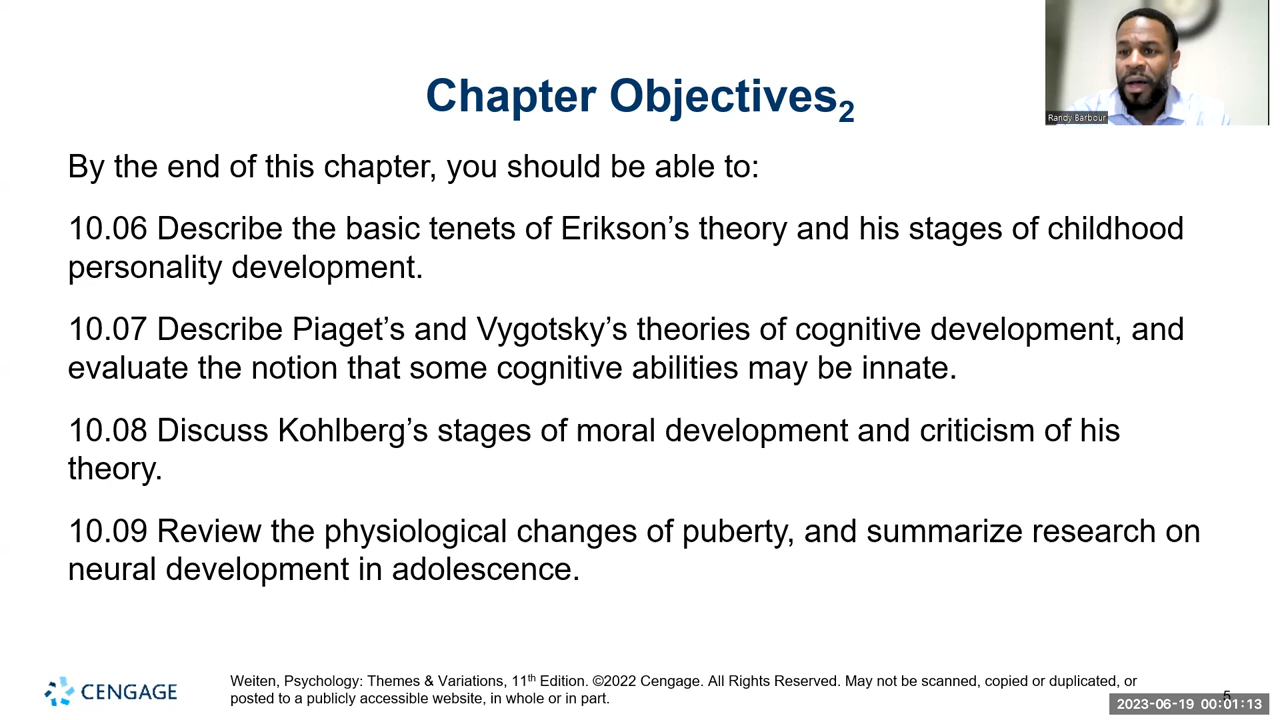 Chapter Objectives2
Randy Barbour
By the end of this chapter, you should be able to:
10.06 Describe the basic tenets of Erikson’s theory and his stages of childhood
personality development.
10.07 Describe Piaget’s and Vygotsky’s theories of cognitive development, and
evaluate the notion that some cognitive abilities may be innate.
10.08 Discuss Kohlberg’s stages of moral development and criticism of his
theory.
10.09 Review the physiological changes of puberty, and summarize research on
neural development in adolescence.
CENGAGE
Weiten, Psychology: Themes & Variations, 11th Edition. ©2022 Cengage. All Rights Reserved. May not be scanned, copied or duplicated, or
posted to a publicly accessible website, in whole or in part.
5
2023-06-19 00:01:13